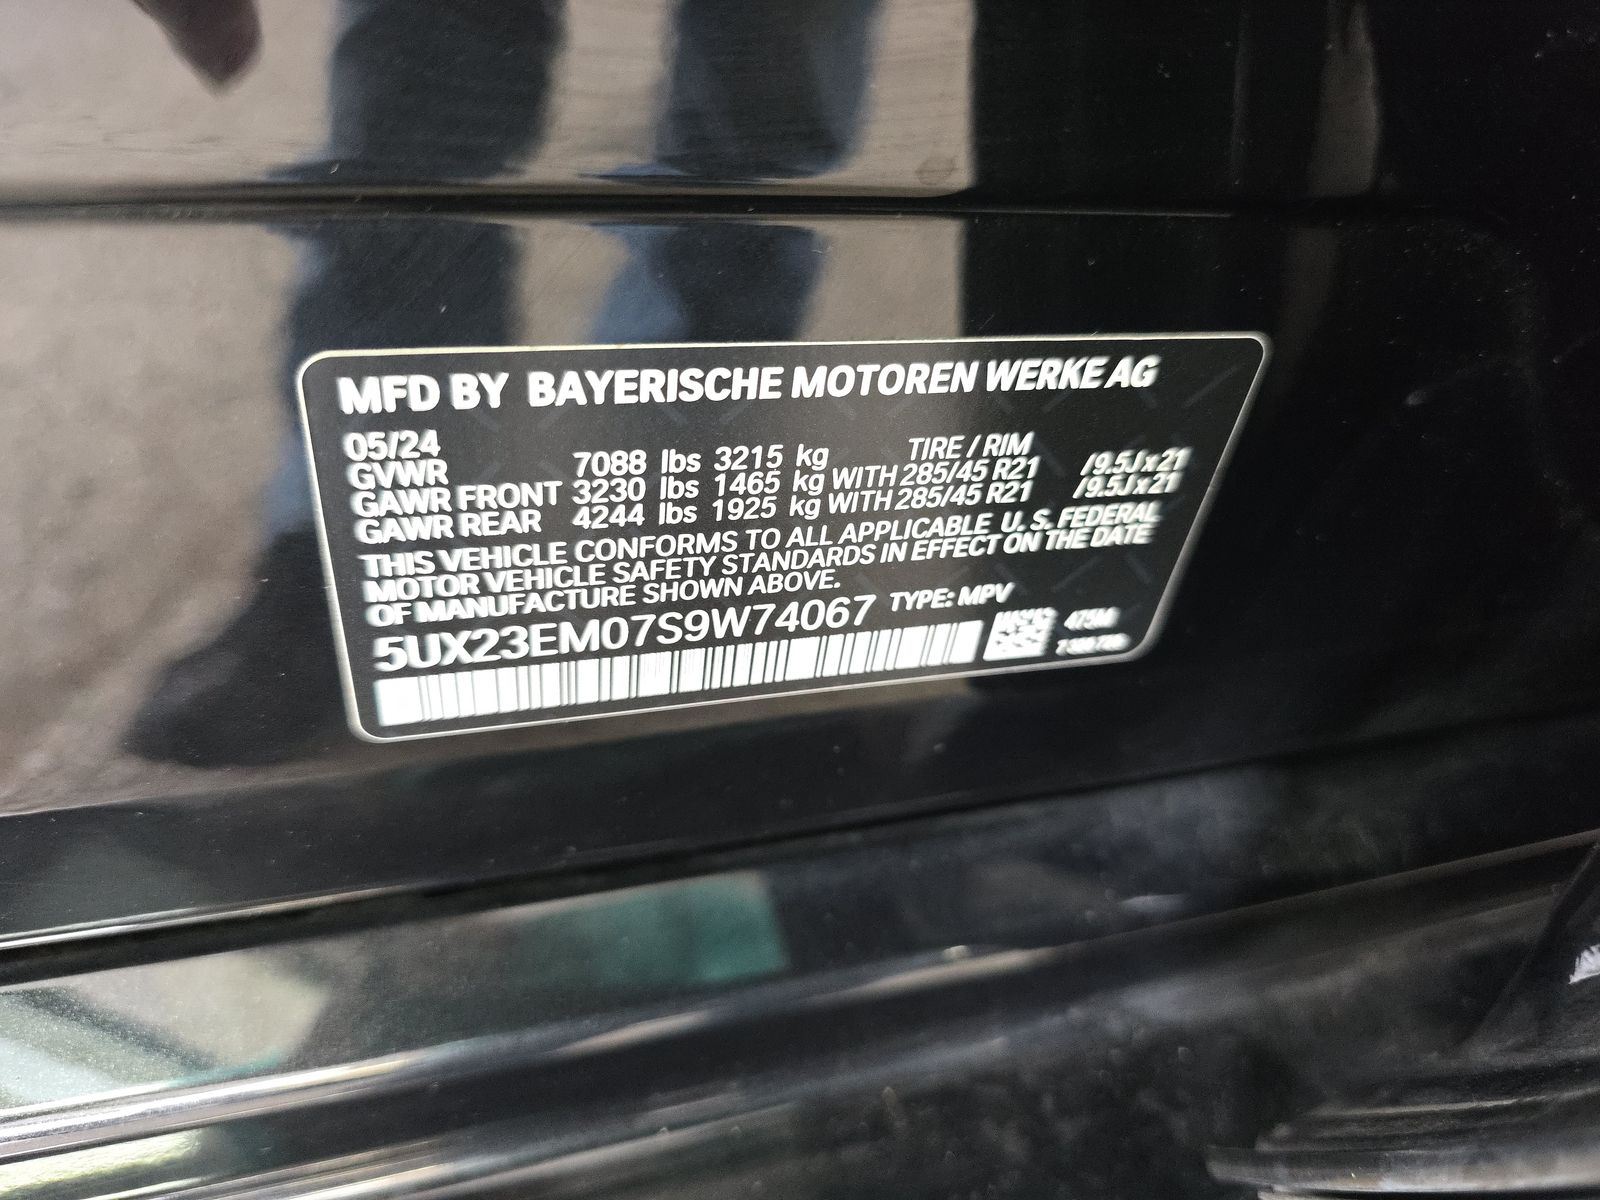 MFD BY BAYERISCHE MOTOREN WERKE AG
05/24 TIRE / RIM
GVWR 7088 lbs 3215 kg
GAWR FRONT 3230 lbs 1465 kg WITH 285/45 R21 /9.5Jx21
GAWR REAR 4244 lbs 1925 kg WITH 285/45 R21 /9.5Jx21
THIS VEHICLE CONFORMS TO ALL APPLICABLE U. S. FEDERAL
MOTOR VEHICLE SAFETY STANDARDS IN EFFECT ON THE DATE
OF MANUFACTURE SHOWN ABOVE.
5UX23EM07S9W74067 TYPE: MPV
475M